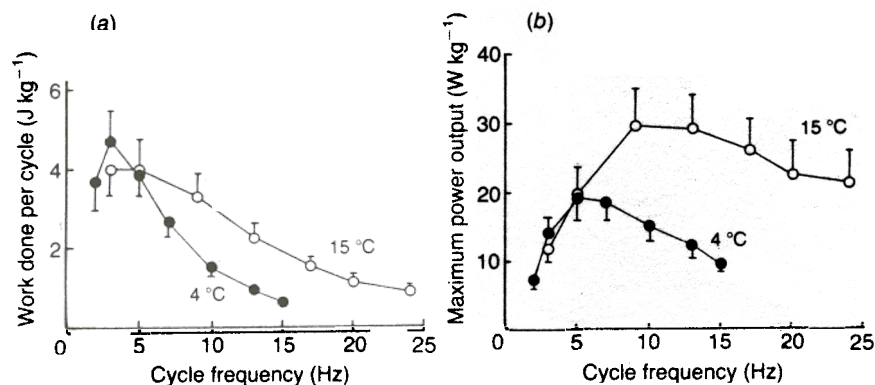 (a)
Work done per cycle (J kg⁻¹)
6
4
2
0
5
10
15
20
25
15 °C
4 °C
Cycle frequency (Hz)
(b)
Maximum power output (W kg⁻¹)
40
30
20
10
0
5
10
15
20
25
15 °C
4 °C
Cycle frequency (Hz)